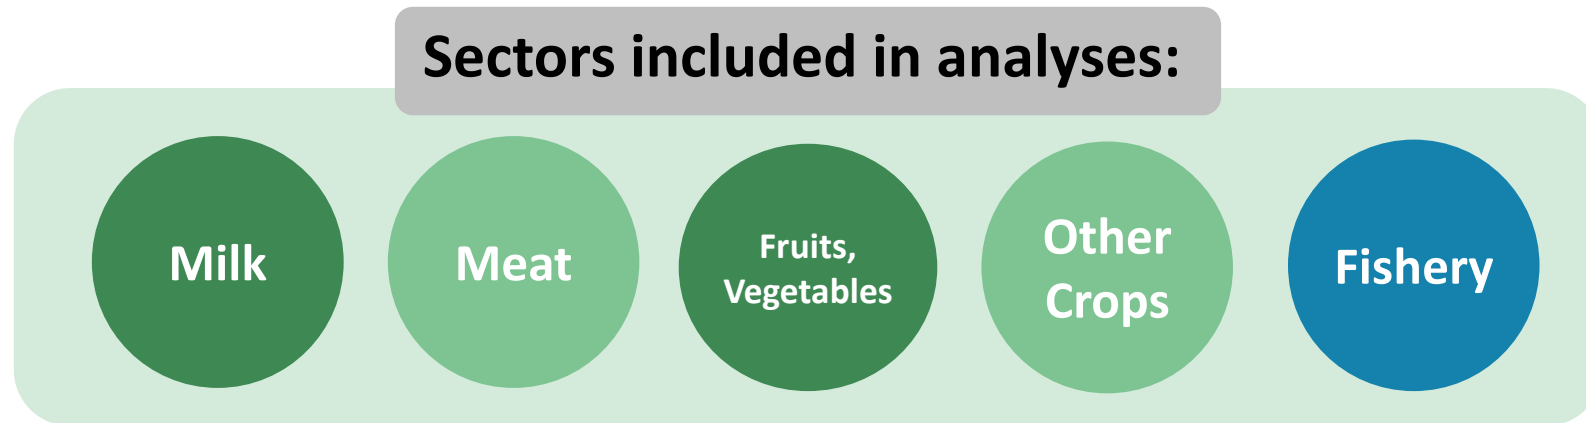 Sectors included in analyses:
Milk
Meat
Fruits,
Vegetables
Other
Crops
Fishery